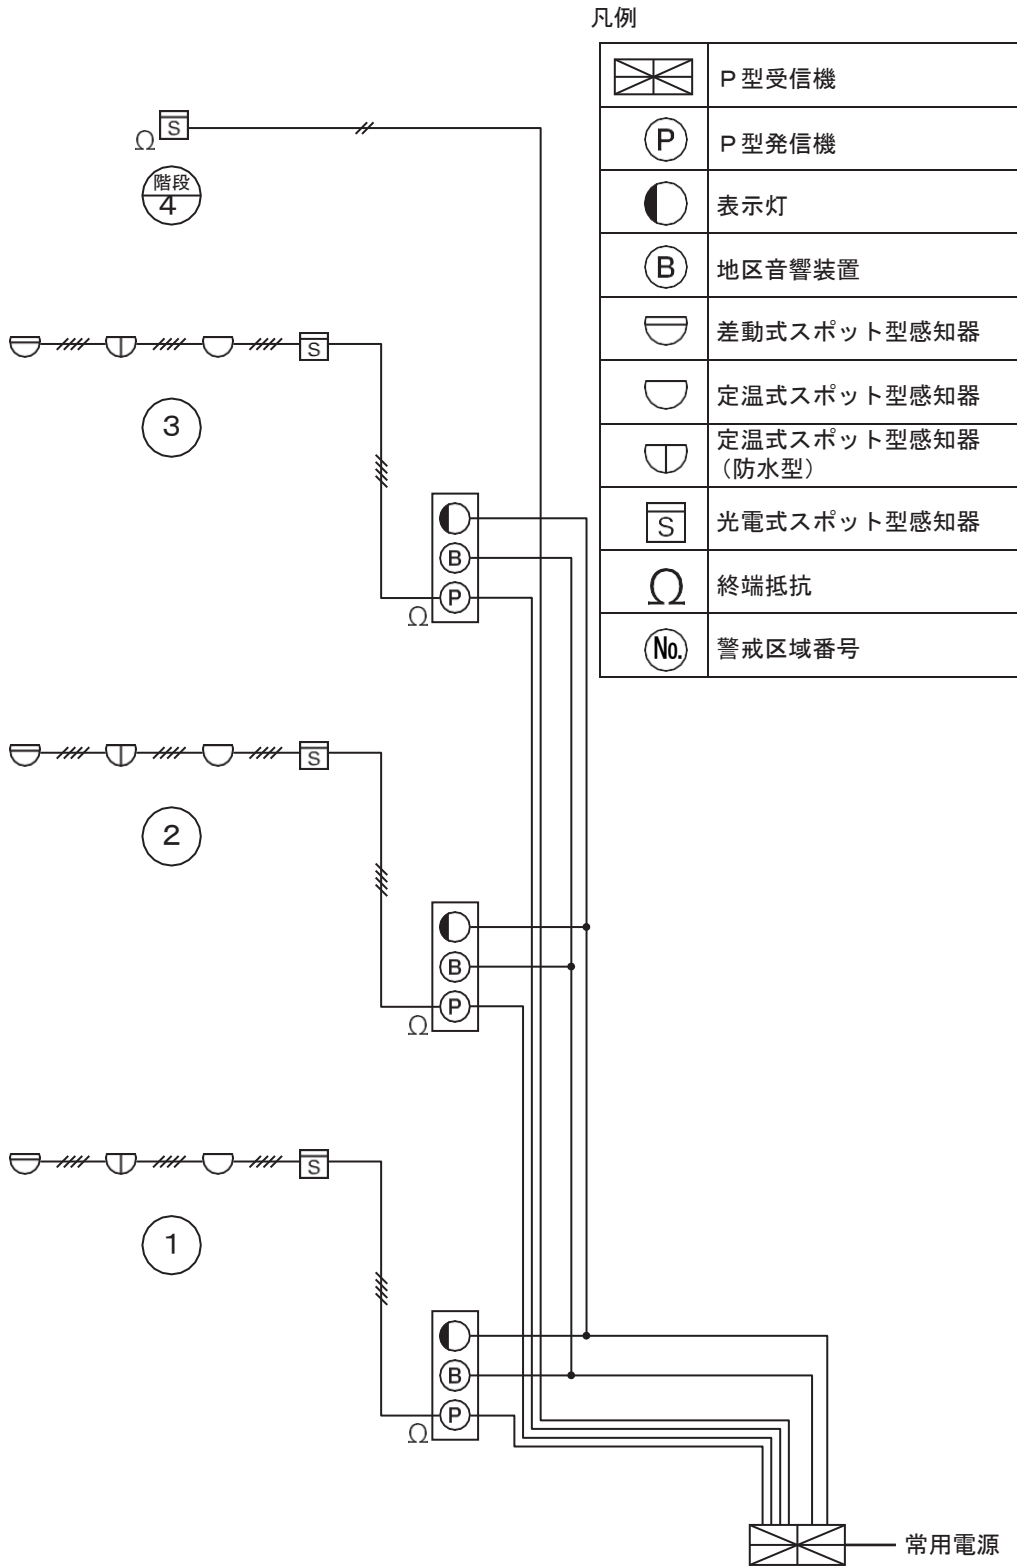 凡例
P型受信機
P P型発信機
表示灯
B 地区音響装置
差動式スポット型感知器
定温式スポット型感知器
定温式スポット型感知器
（防水型）
S 光電式スポット型感知器
Ω 終端抵抗
No. 警戒区域番号
Ω S
階段
4
S
3
B
P
Ω
S
2
B
P
Ω
S
1
B
P
Ω
常用電源